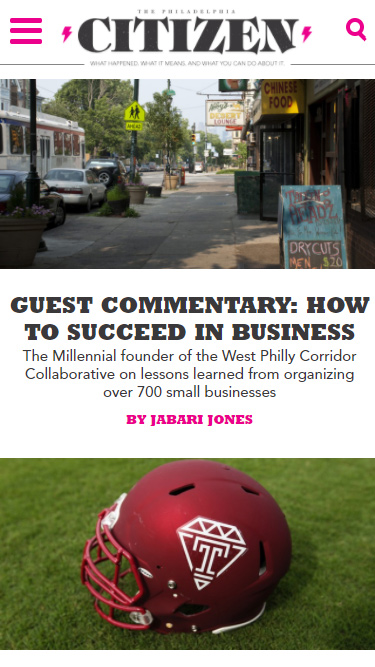 THE PHILADELPHIA
CITIZEN
WHAT HAPPENED. WHAT IT MEANS. AND WHAT YOU CAN DO ABOUT IT.
CHINESE
FOOD
LOUNGE
AHEAD
DRY CUTS
MEN $20
GUEST COMMENTARY: HOW
TO SUCCEED IN BUSINESS
The Millennial founder of the West Philly Corridor
Collaborative on lessons learned from organizing
over 700 small businesses
BY JABARI JONES
T